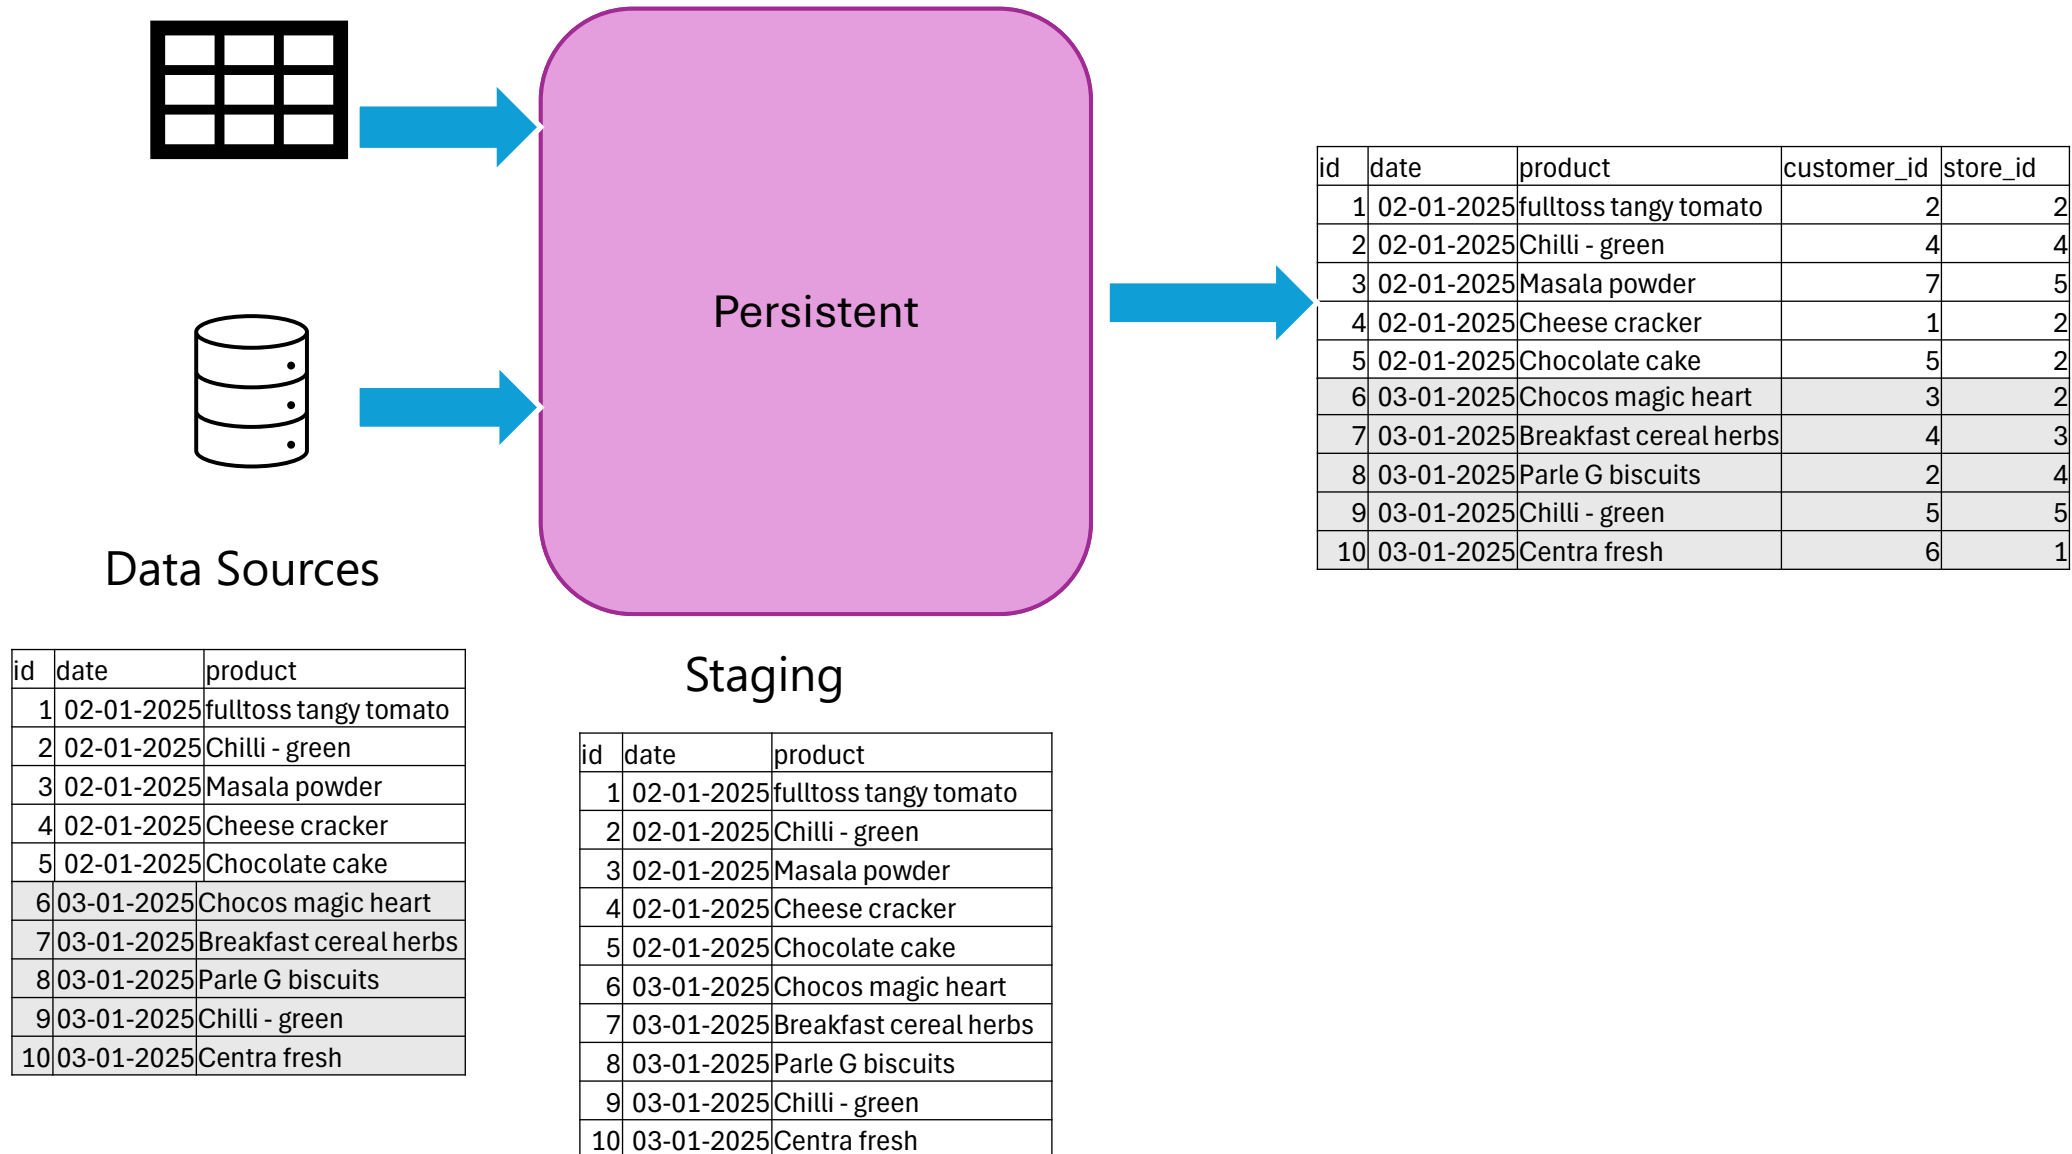 Persistent
id date product customer_id store_id
1 02-01-2025 fulltoss tangy tomato 2 2
2 02-01-2025 Chilli - green 4 4
3 02-01-2025 Masala powder 7 5
4 02-01-2025 Cheese cracker 1 2
5 02-01-2025 Chocolate cake 5 2
6 03-01-2025 Chocos magic heart 3 2
7 03-01-2025 Breakfast cereal herbs 4 3
8 03-01-2025 Parle G biscuits 2 4
9 03-01-2025 Chilli - green 5 5
10 03-01-2025 Centra fresh 6 1
Data Sources
id date product
1 02-01-2025 fulltoss tangy tomato
2 02-01-2025 Chilli - green
3 02-01-2025 Masala powder
4 02-01-2025 Cheese cracker
5 02-01-2025 Chocolate cake
6 03-01-2025 Chocos magic heart
7 03-01-2025 Breakfast cereal herbs
8 03-01-2025 Parle G biscuits
9 03-01-2025 Chilli - green
10 03-01-2025 Centra fresh
Staging
id date product
1 02-01-2025 fulltoss tangy tomato
2 02-01-2025 Chilli - green
3 02-01-2025 Masala powder
4 02-01-2025 Cheese cracker
5 02-01-2025 Chocolate cake
6 03-01-2025 Chocos magic heart
7 03-01-2025 Breakfast cereal herbs
8 03-01-2025 Parle G biscuits
9 03-01-2025 Chilli - green
10 03-01-2025 Centra fresh